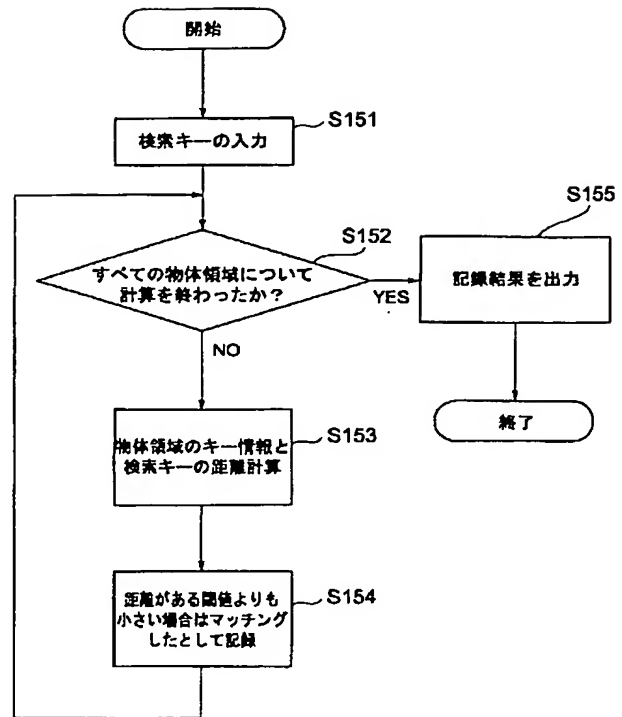 開始
S151
検索キーの入力
S152
すべての物体領域について
計算を終わったか？
YES
NO
S155
記録結果を出力
終了
S153
物体領域のキー情報と
検索キーの距離計算
S154
距離がある閾値よりも
小さい場合はマッチング
したとして記録